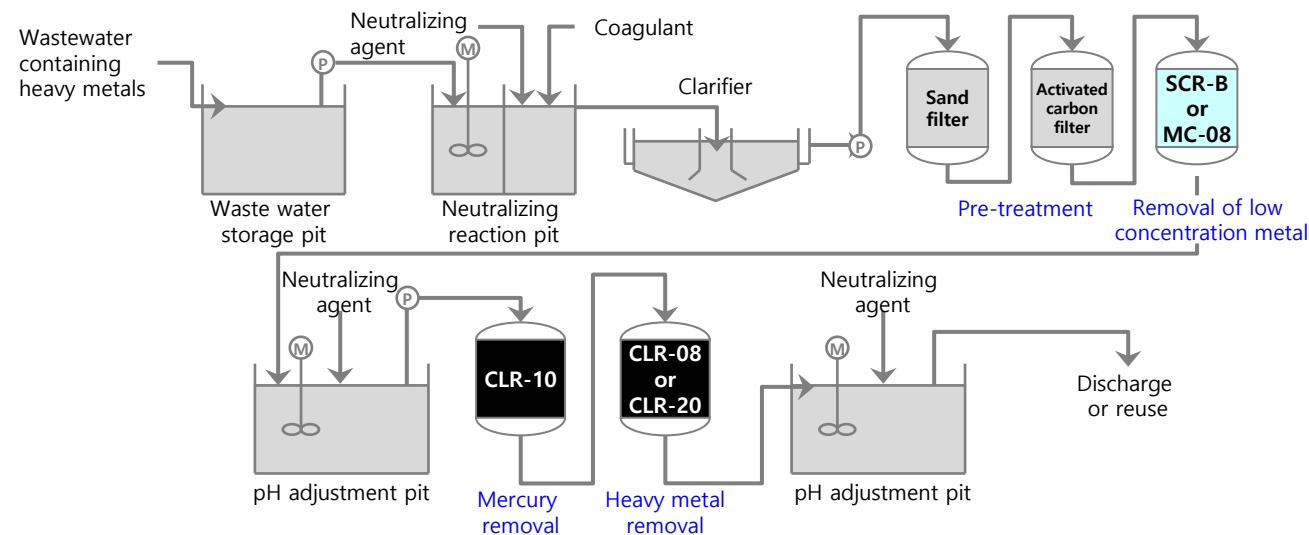 Wastewater
containing
heavy metals
P
Neutralizing
agent
M
Coagulant
Clarifier
P
Sand
filter
Activated
carbon
filter
SCR-B
or
MC-08
Waste water
storage pit
Neutralizing
reaction pit
Pre-treatment
Removal of low
concentration metal
Neutralizing
agent
P
M
CLR-10
CLR-08
or
CLR-20
Neutralizing
agent
M
Discharge
or reuse
pH adjustment pit
Mercury
removal
Heavy metal
removal
pH adjustment pit